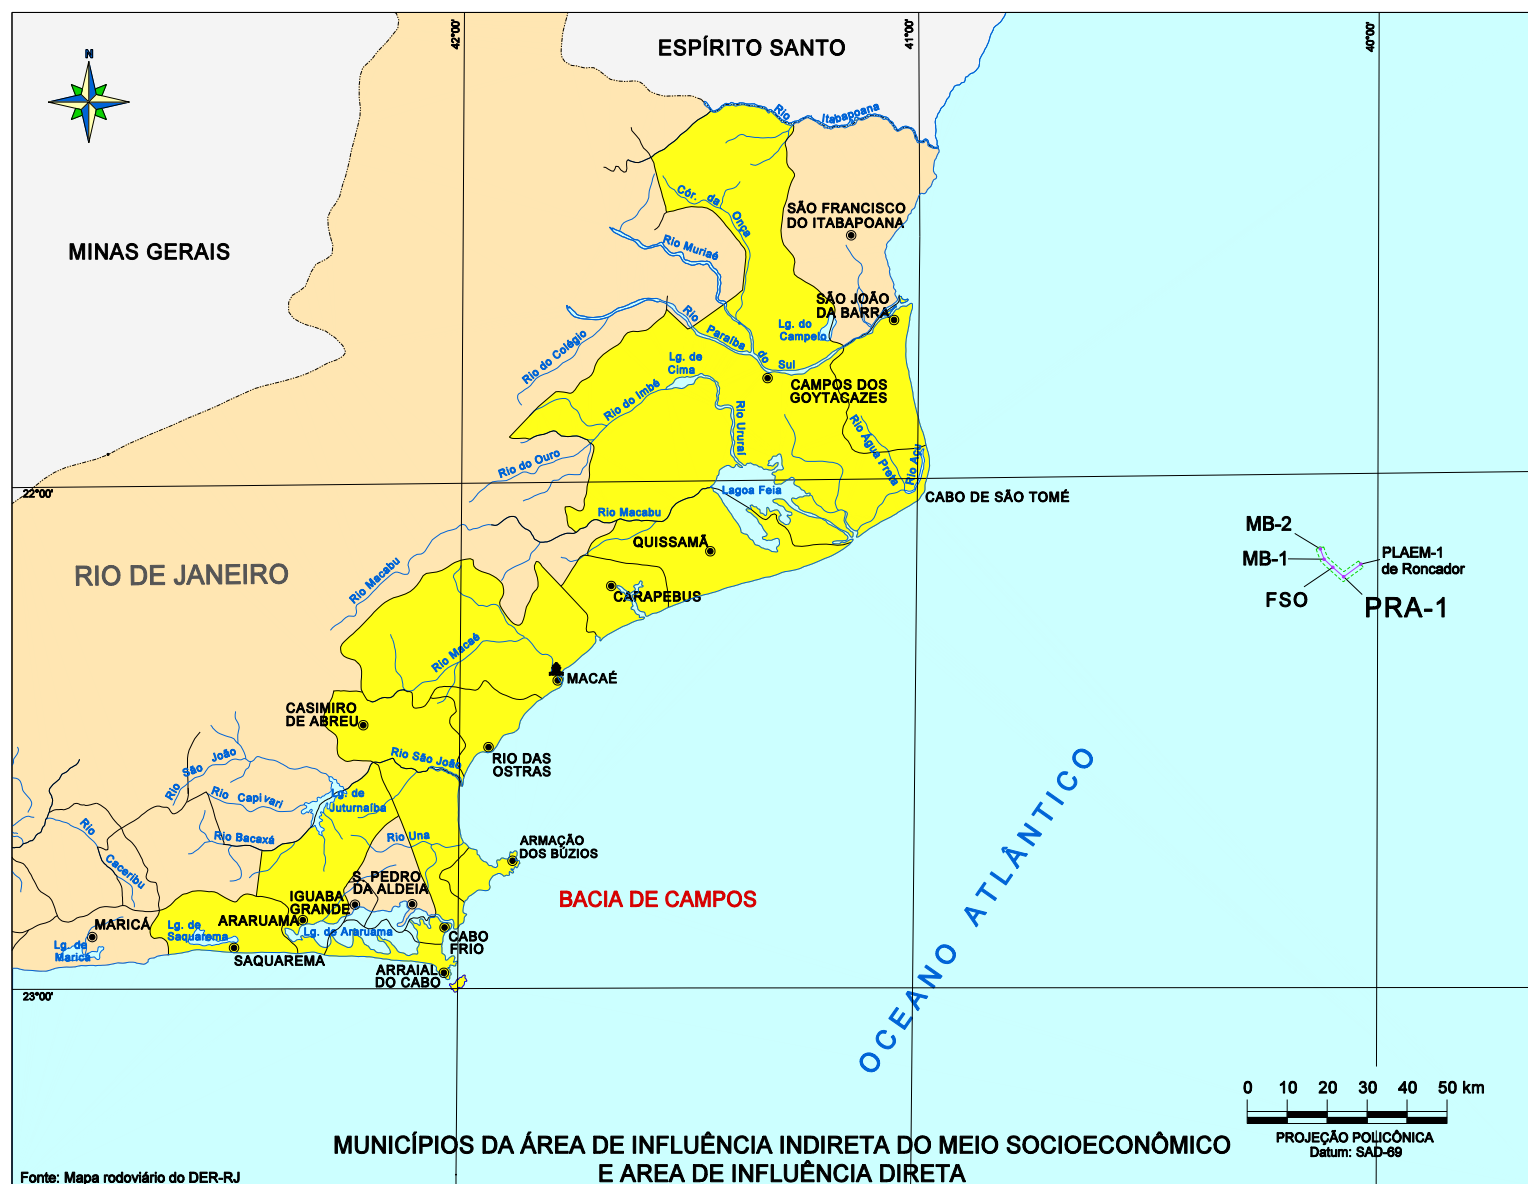 42°00'
41°00'
40°00'
N
ESPÍRITO SANTO
Rio Itabapoana
MINAS GERAIS
Cór. da Onça
SÃO FRANCISCO
DO ITABAPOANA
Rio Muriaé
SÃO JOÃO
DA BARRA
Rio Paraíba do Sul
Lg. do
Campelo
Rio do Colégio
Lg. de
Cima
Rio do Imbé
CAMPOS DOS
GOYTACAZES
Rio Ururaí
Rio Água Preta
Rio Açu
Rio do Ouro
22°00'
Lagoa Feia
CABO DE SÃO TOMÉ
Rio Macabu
QUISSAMÃ
MB-2
MB-1
PLAEM-1
de Roncador
FSO
PRA-1
RIO DE JANEIRO
Rio Macabu
CARAPEBUS
Rio Macaé
MACAÉ
CASIMIRO
DE ABREU
Rio São João
RIO DAS
OSTRAS
Rio São João
Rio Capivari
Lg. de
Juturnaíba
Rio Bacaxá
Rio Una
Rio Caceribu
ARMAÇÃO
DOS BÚZIOS
S. PEDRO
DA ALDEIA
IGUABA
GRANDE
BACIA DE CAMPOS
ARARUAMA
MARICÁ
Lg. de
Saquarema
Lg. de Araruama
Lg. de
Maricá
CABO
FRIO
SAQUAREMA
ARRAIAL
DO CABO
OCEANO ATLÂNTICO
23°00'
0 10 20 30 40 50 km
PROJEÇÃO POLICÔNICA
Datum: SAD-69
MUNICÍPIOS DA ÁREA DE INFLUÊNCIA INDIRETA DO MEIO SOCIOECONÔMICO
E AREA DE INFLUÊNCIA DIRETA
Fonte: Mapa rodoviário do DER-RJ